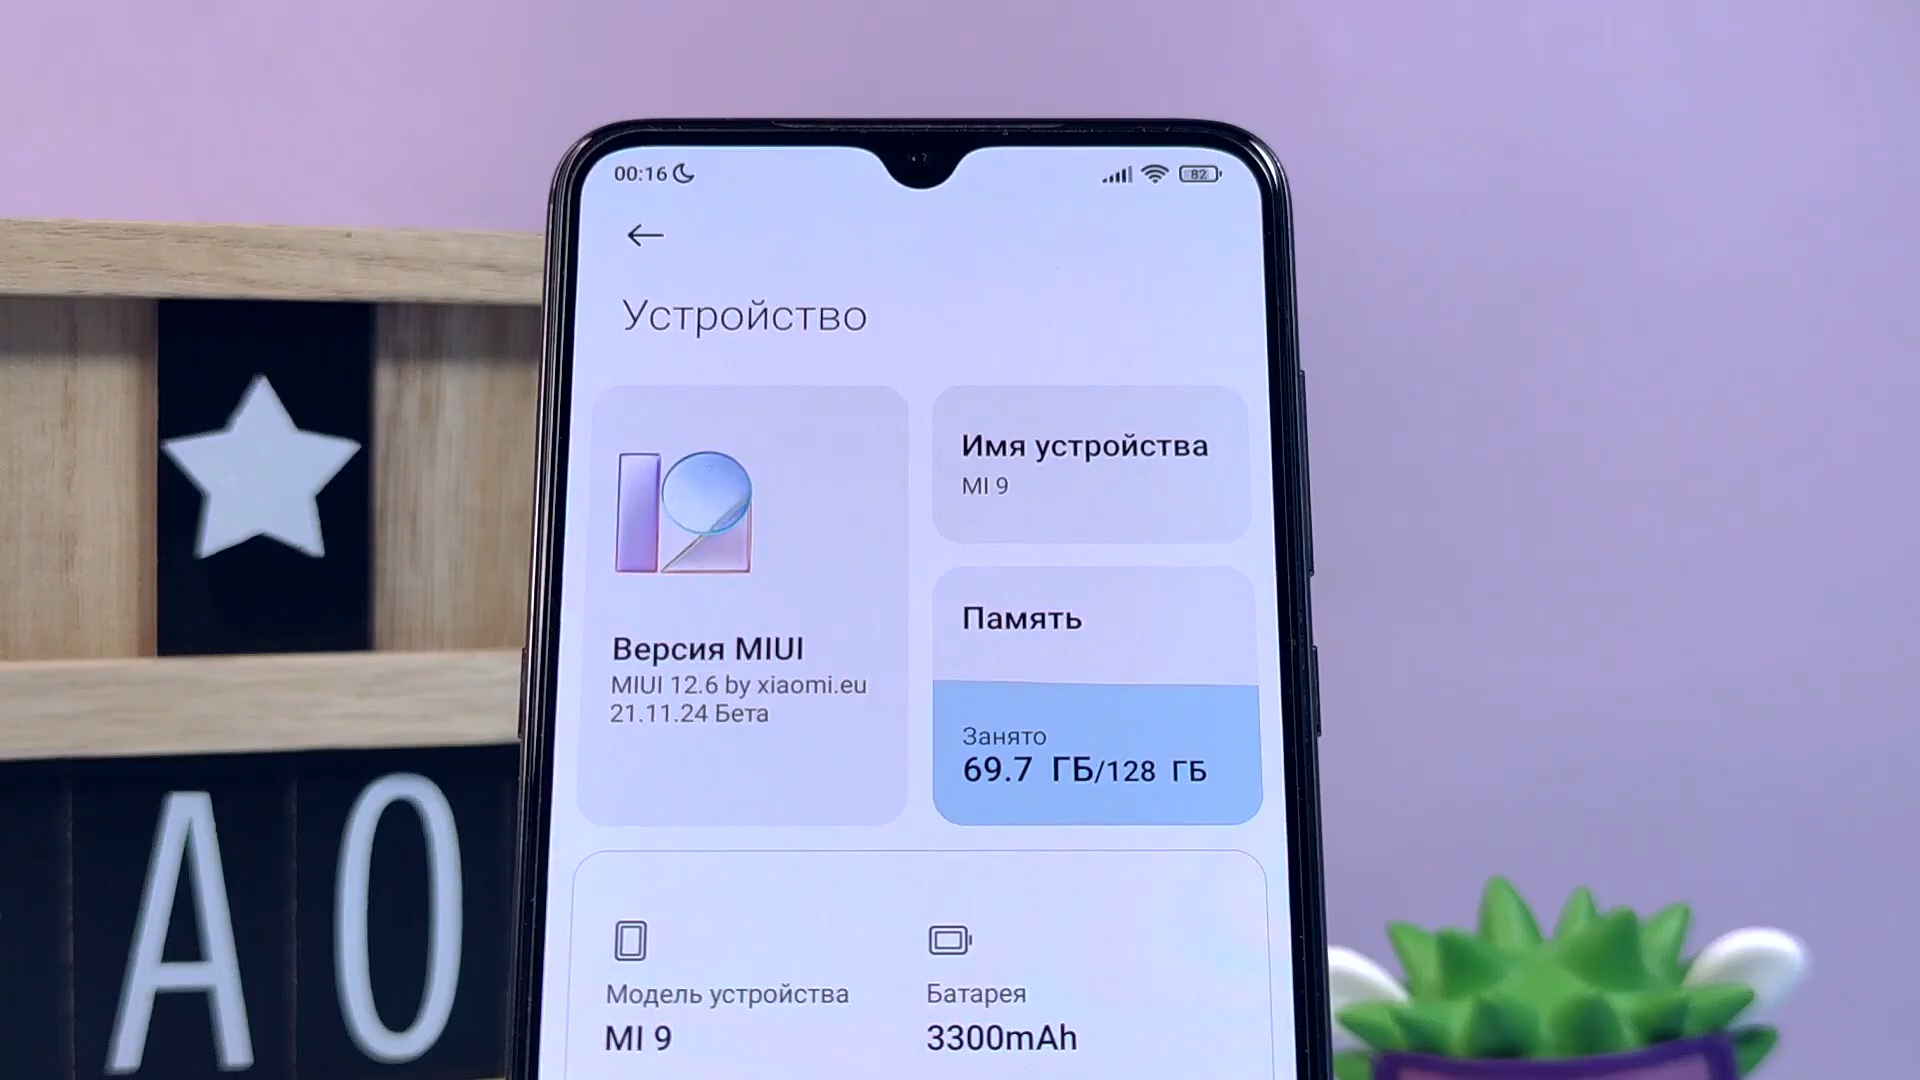 00:16
82
Устройство
12
Версия MIUI
MIUI 12.6 by xiaomi.eu
21.11.24 Бета
Имя устройства
MI 9
Память
Занято
69.7 ГБ/128 ГБ
Модель устройства
MI 9
Батарея
3300mAh
AO